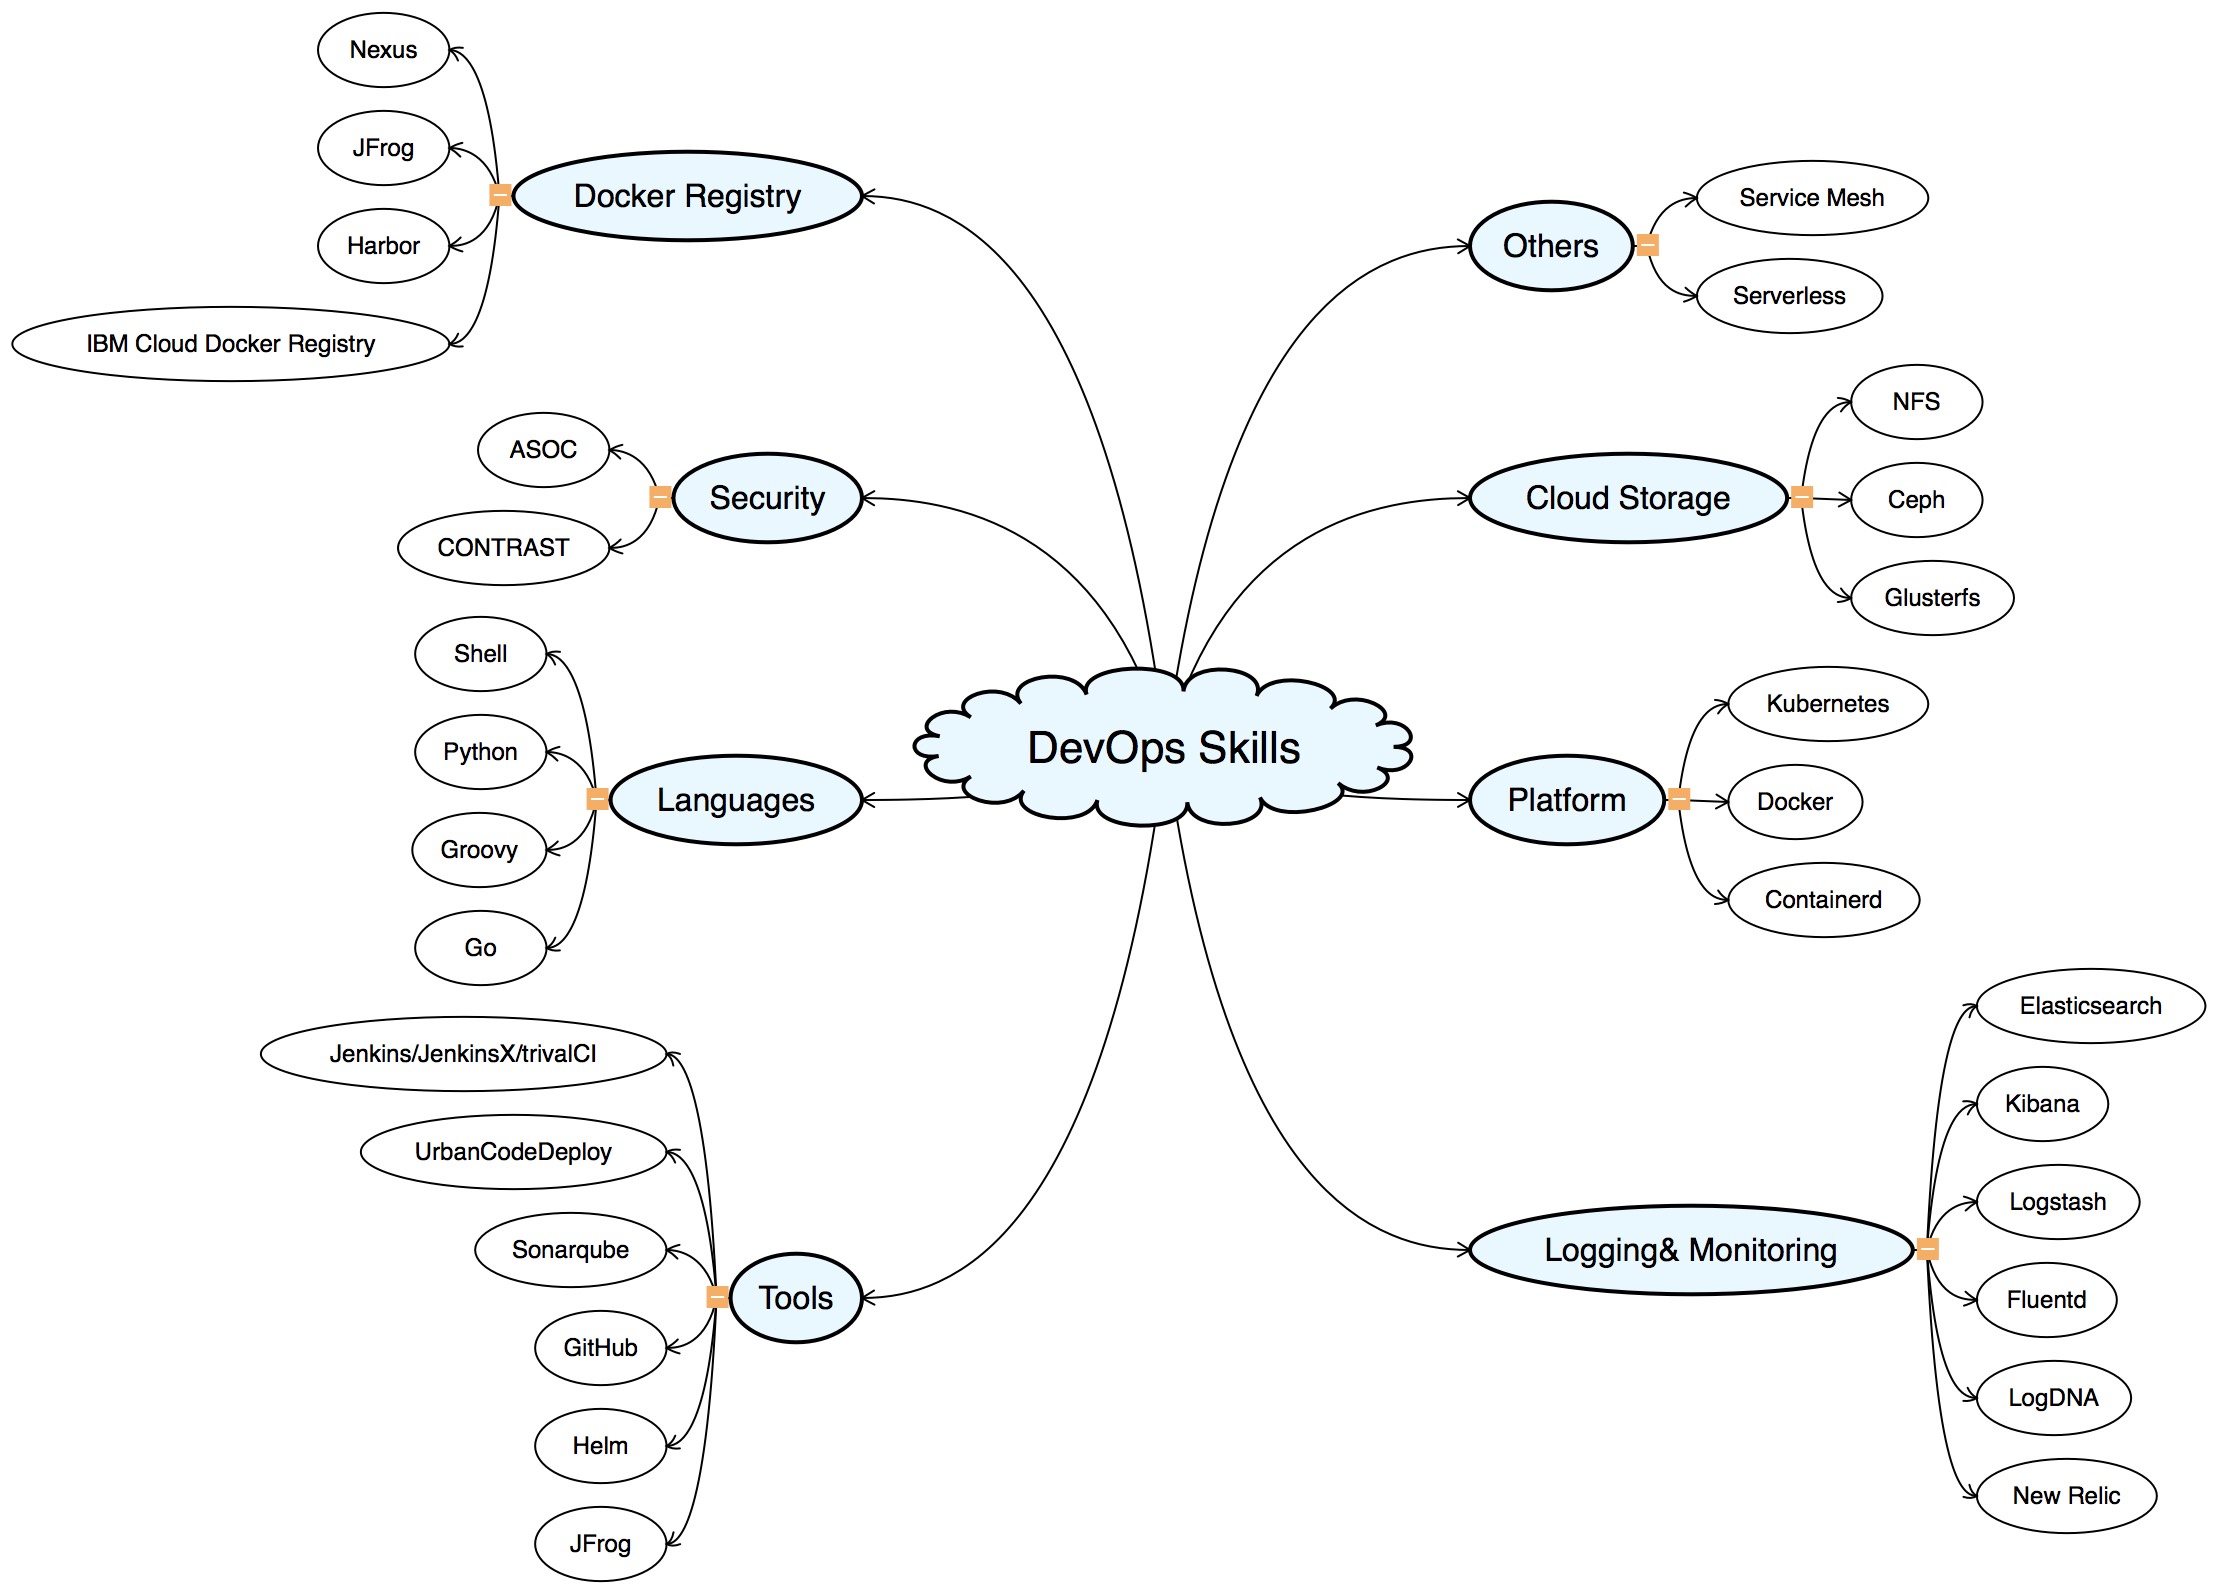 DevOps Skills
Docker Registry
Nexus
JFrog
Harbor
IBM Cloud Docker Registry
Security
ASOC
CONTRAST
Languages
Shell
Python
Groovy
Go
Tools
Jenkins/JenkinsX/trivalCI
UrbanCodeDeploy
Sonarqube
GitHub
Helm
JFrog
Others
Service Mesh
Serverless
Cloud Storage
NFS
Ceph
Glusterfs
Platform
Kubernetes
Docker
Containerd
Logging& Monitoring
Elasticsearch
Kibana
Logstash
Fluentd
LogDNA
New Relic